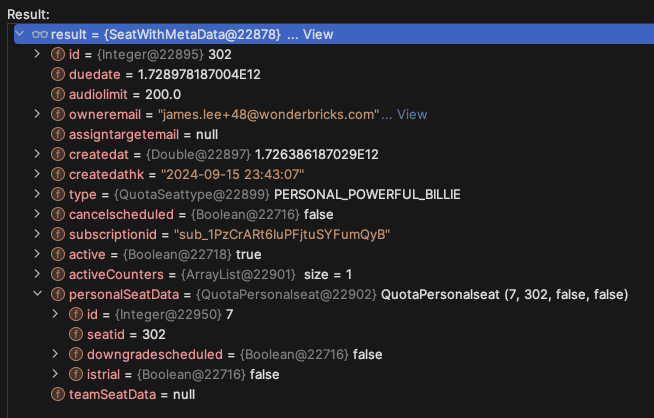 Result:
result = {SeatWithMetaData@22878} ... View
f id = {Integer@22895} 302
f duedate = 1.728978187004E12
f audiolimit = 200.0
f owneremail = "james.lee+48@wonderbricks.com"... View
f assigntargetemail = null
f createdat = {Double@22897} 1.726386187029E12
f createdathk = "2024-09-15 23:43:07"
f type = {QuotaSeattype@22899} PERSONAL_POWERFUL_BILLIE
f cancelscheduled = {Boolean@22716} false
f subscriptionid = "sub_1PzCrARt6luPFjtuSYFumQyB"
f active = {Boolean@22718} true
f activeCounters = {ArrayList@22901} size = 1
f personalSeatData = {QuotaPersonalseat@22902} QuotaPersonalseat (7, 302, false, false)
f id = {Integer@22950} 7
f seatid = 302
f downgradescheduled = {Boolean@22716} false
f istrial = {Boolean@22716} false
f teamSeatData = null